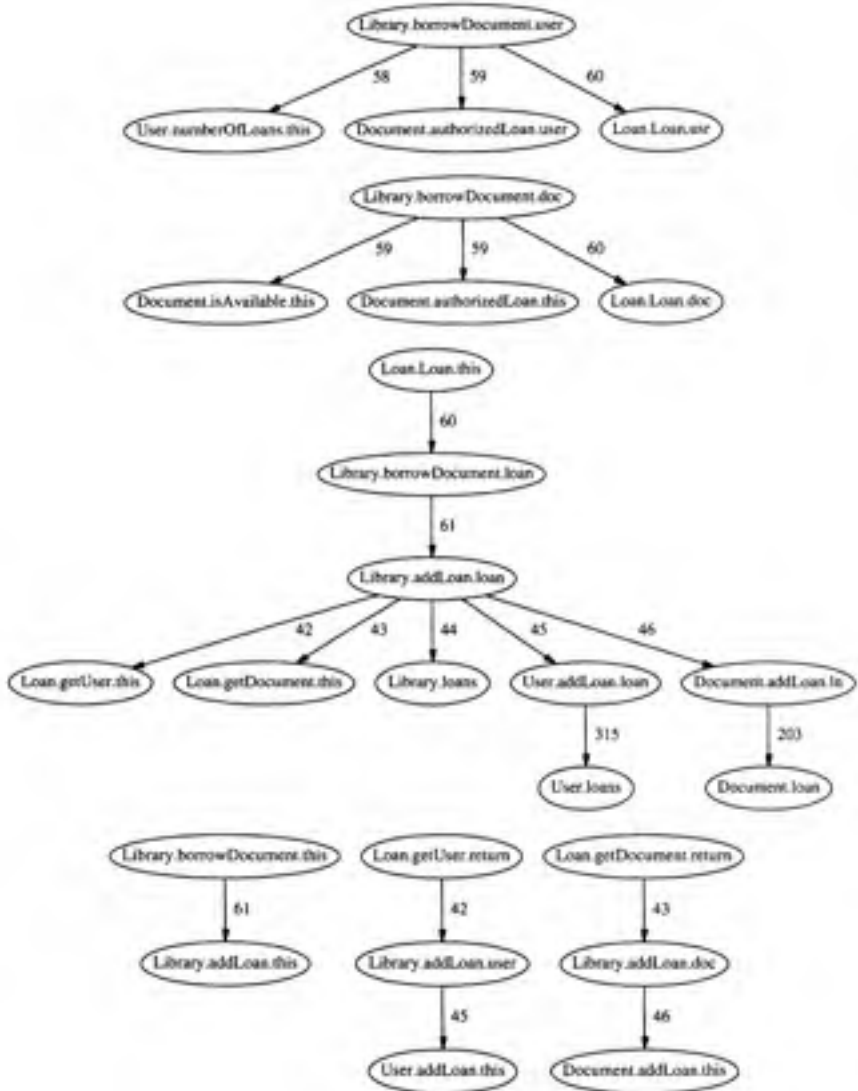 Library.borrowDocument.user
58 59 60
User.numberOfLoans.this Document.authorizedLoan.user Loan.Loan.usr
Library.borrowDocument.doc
59 59 60
Document.isAvailable.this Document.authorizedLoan.this Loan.Loan.doc
Loan.Loan.this
60
Library.borrowDocument.loan
61
Library.addLoan.loan
42 43 44 45 46
Loan.getUser.this Loan.getDocument.this Library.loans User.addLoan.loan Document.addLoan.ln
315 203
User.loans Document.loan
Library.borrowDocument.this Loan.getUser.return Loan.getDocument.return
61 42 43
Library.addLoan.this Library.addLoan.user Library.addLoan.doc
45 46
User.addLoan.this Document.addLoan.this